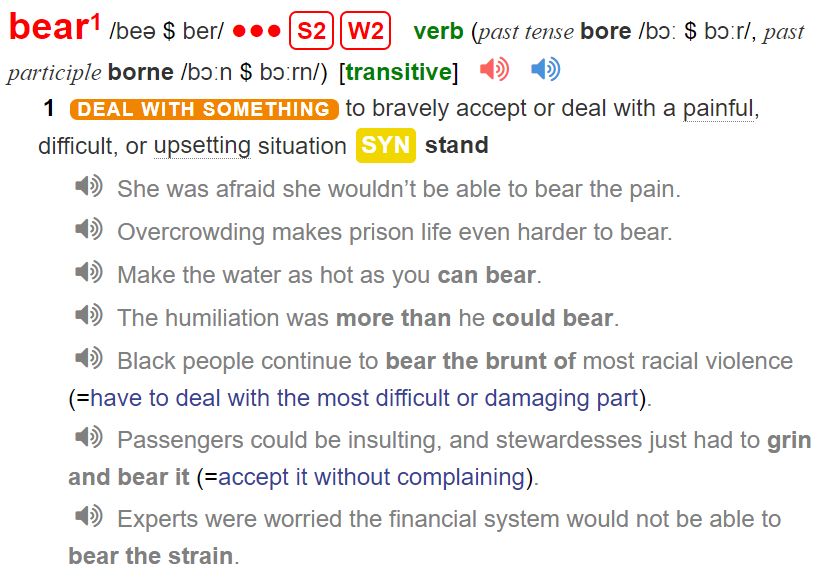 bear1 /beə $ ber/ ●●● S2 W2 verb (past tense bore /bɔː $ bɔːr/, past
participle borne /bɔːn $ bɔːrn/) [transitive]
1 DEAL WITH SOMETHING to bravely accept or deal with a painful,
difficult, or upsetting situation SYN stand
She was afraid she wouldn’t be able to bear the pain.
Overcrowding makes prison life even harder to bear.
Make the water as hot as you can bear.
The humiliation was more than he could bear.
Black people continue to bear the brunt of most racial violence
(=have to deal with the most difficult or damaging part).
Passengers could be insulting, and stewardesses just had to grin
and bear it (=accept it without complaining).
Experts were worried the financial system would not be able to
bear the strain.